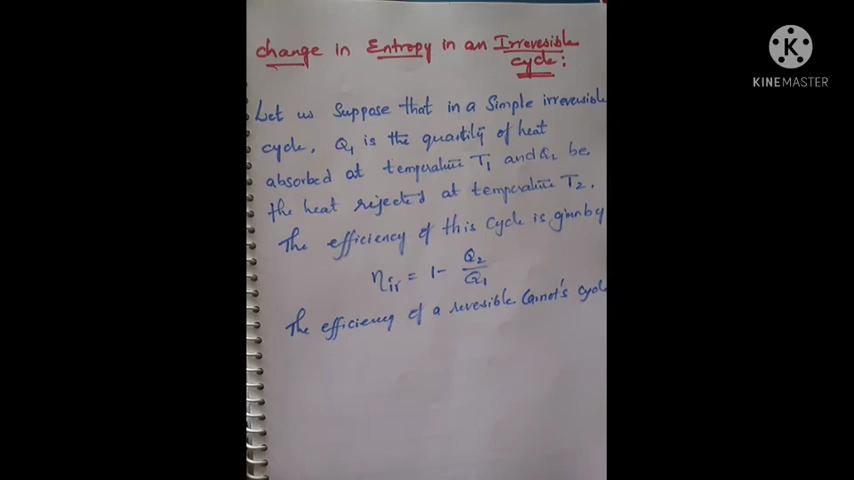 change in Entropy in an Irrevesible
cycle:
Let us suppose that in a simple irreversible
cycle, Q1 is the quantity of heat
absorbed at temperature T1 and Q2 be
the heat rejected at temperature T2.
The efficiency of this cycle is given by
ηir = 1 - Q2/Q1
The efficiency of a revesible Carnot's cycle
K
KINEMASTER